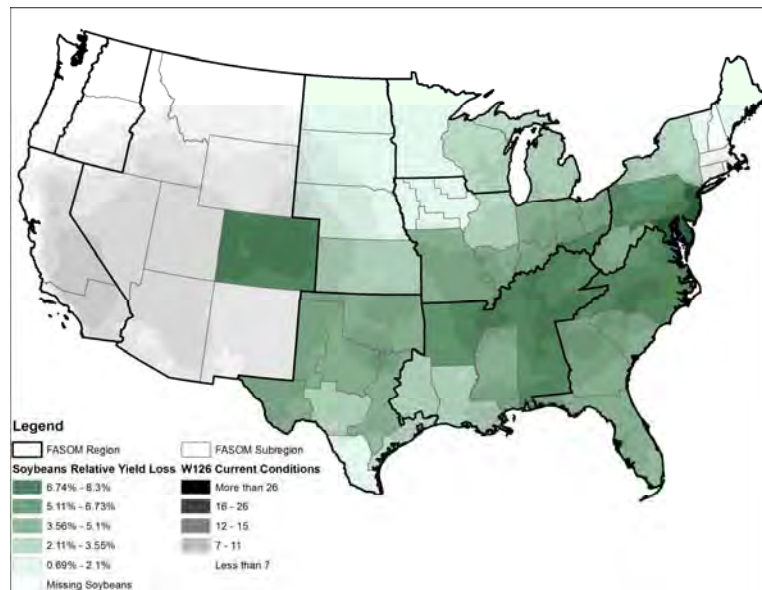 Legend
FASOM Region
FASOM Subregion
Soybeans Relative Yield Loss
W126 Current Conditions
6.74% - 8.3%
More than 26
5.11% - 6.73%
16 - 26
3.56% - 5.1%
12 - 15
2.11% - 3.55%
7 - 11
0.69% - 2.1%
Less than 7
Missing Soybeans